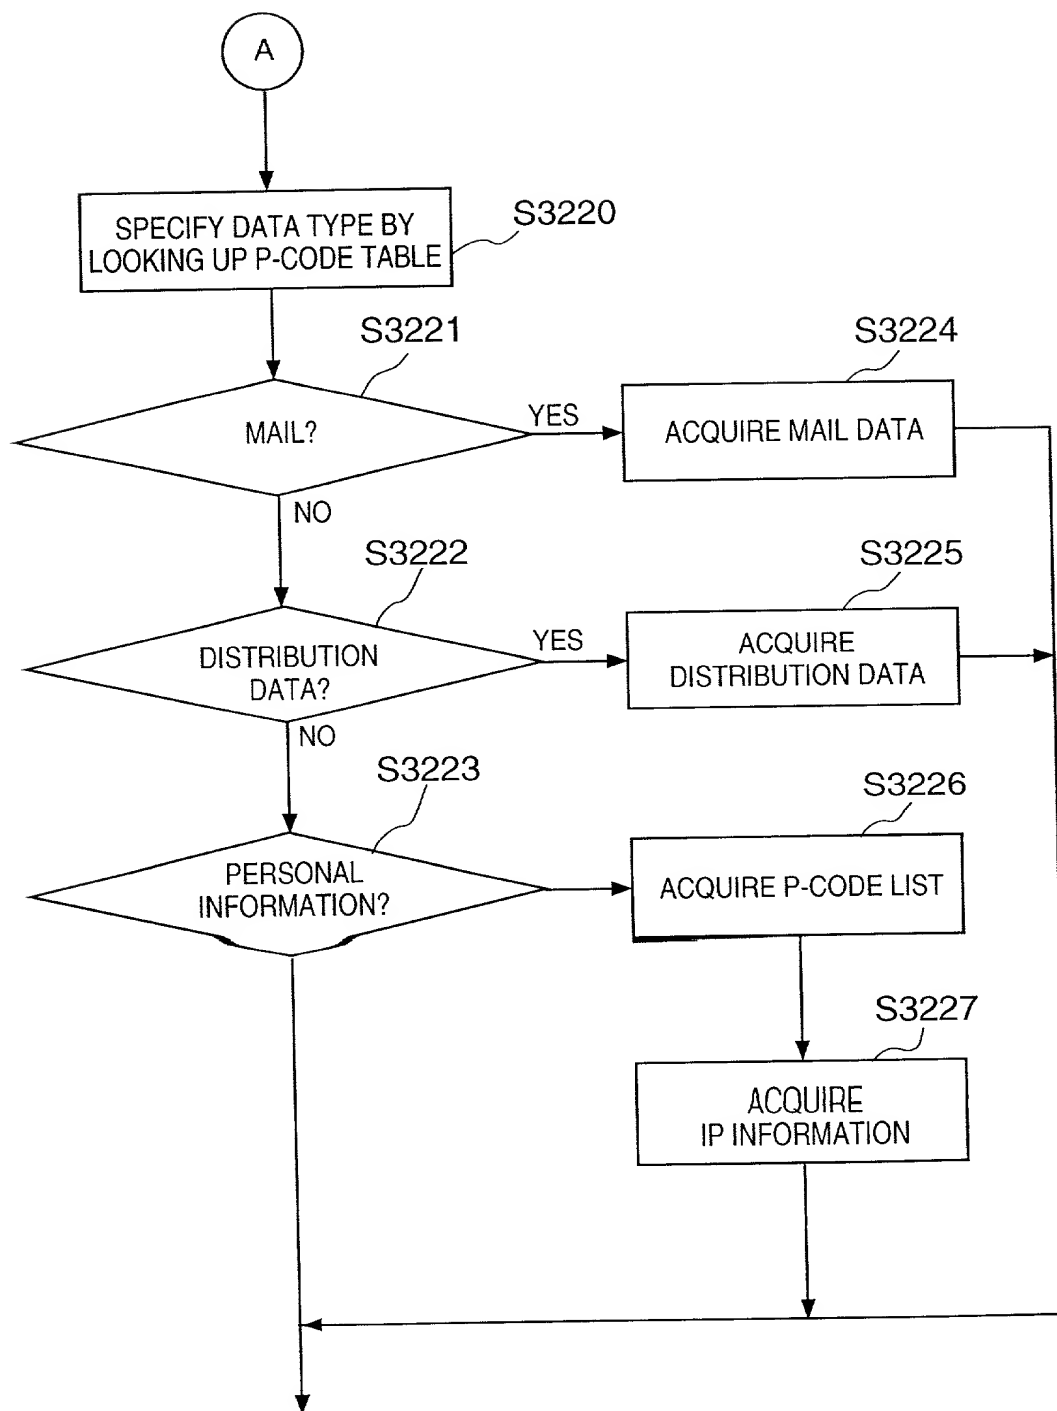 A
SPECIFY DATA TYPE BY
LOOKING UP P-CODE TABLE
S3220
S3221
MAIL?
YES
NO
S3224
ACQUIRE MAIL DATA
S3222
DISTRIBUTION
DATA?
YES
NO
S3225
ACQUIRE
DISTRIBUTION DATA
S3223
PERSONAL
INFORMATION?
S3226
ACQUIRE P-CODE LIST
S3227
ACQUIRE
IP INFORMATION